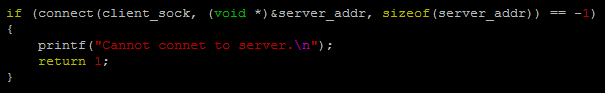 if (connect(client_sock, (void *)&server_addr, sizeof(server_addr)) == -1)
{
    printf("Cannot connet to server.\n");
    return 1;
}